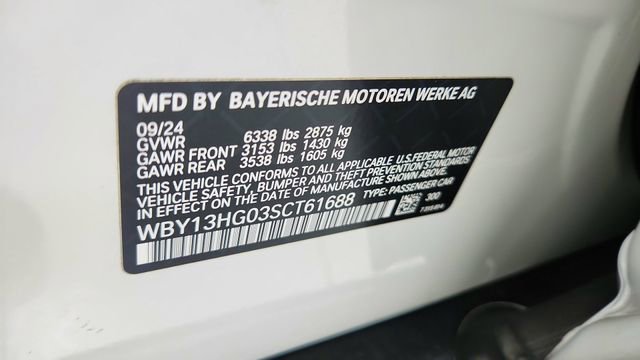 MFD BY BAYERISCHE MOTOREN WERKE AG
09/24
GVWR 6338 lbs 2875 kg
GAWR FRONT 3153 lbs 1430 kg
GAWR REAR 3538 lbs 1605 kg
THIS VEHICLE CONFORMS TO ALL APPLICABLE U.S.FEDERAL MOTOR
VEHICLE SAFETY, BUMPER, AND THEFT PREVENTION STANDARDS
IN EFFECT ON THE DATE OF MANUFACTURE SHOWN ABOVE.
WBY13HG03SCT61688 TYPE: PASSENGER CAR
300